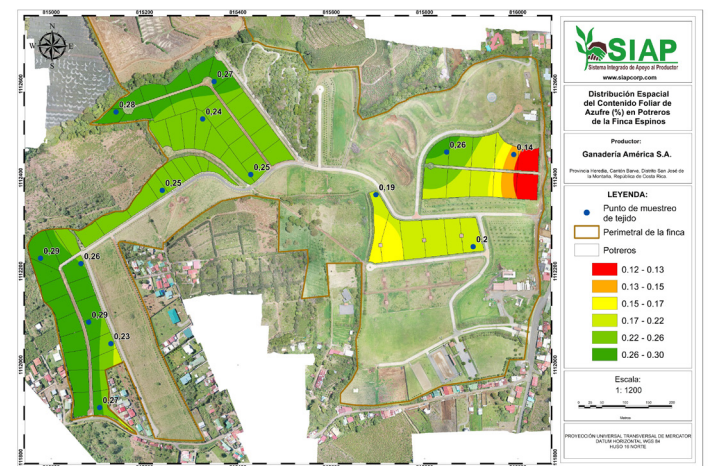 815000 815200 815400 815600 815800 816000
N
W E
S
1112600
1112400
1112200
1112000
1111800
0,28
0,27
0,24
0,25
0,25
0,26
0,14
0,19
0,2
0,29
0,26
0,29
0,23
0,27
SIAP
Sistema Integrado de Apoyo al Productor
www.siapcorp.com
Distribución Espacial
del Contenido Foliar de
Azufre (%) en Potreros
de la Finca Espinos
Productor:
Ganadería América S.A.
Provincia Heredia, Cantón Barva, Distrito San José de
la Montaña, República de Costa Rica.
LEYENDA:
Punto de muestreo
de tejido
Perimetral de la finca
Potreros
0.12 - 0.13
0.13 - 0.15
0.15 - 0.17
0.17 - 0.22
0.22 - 0.26
0.26 - 0.30
Escala:
1: 1200
Metros
PROYECCIÓN UNIVERSAL TRANSVERSAL DE MERCATOR
DATUM HORIZONTAL WGS 84
HUSO 16 NORTE